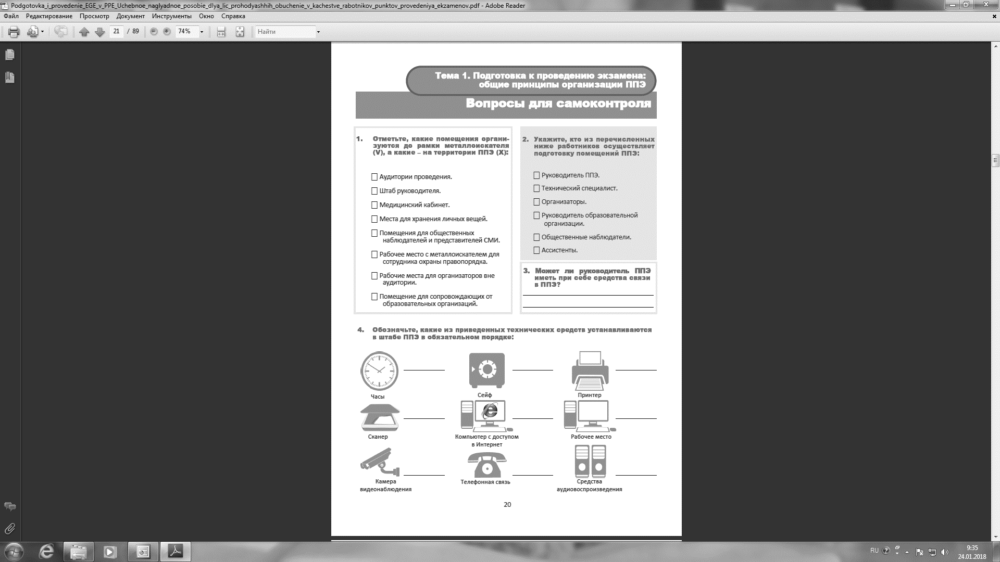 Podgotovka_i_provedenie_EGE_v_PPE_Uchebnoe_naglyadnoe_posobie_dlya_lic_prohodyashhih_obuchenie_v_kachestve_rabotnikov_punktov_provedeniya_ekzamenov.pdf - Adobe Reader
Файл Редактирование Просмотр Документ Инструменты Окно Справка
21 / 89 74% Найти
Тема 1. Подготовка к проведению экзамена:
общие принципы организации ППЭ
Вопросы для самоконтроля
1. Отметьте, какие помещения органи-
зуются до рамки металлоискателя
(V), а какие – на территории ППЭ (X):
Аудитории проведения.
Штаб руководителя.
Медицинский кабинет.
Места для хранения личных вещей.
Помещения для общественных
наблюдателей и представителей СМИ.
Рабочее место с металлоискателем для
сотрудника охраны правопорядка.
Рабочие места для организаторов вне
аудитории.
Помещение для сопровождающих от
образовательных организаций.
2. Укажите, кто из перечисленных
ниже работников осуществляет
подготовку помещений ППЭ:
Руководитель ППЭ.
Технический специалист.
Организаторы.
Руководитель образовательной
организации.
Общественные наблюдатели.
Ассистенты.
3. Может ли руководитель ППЭ
иметь при себе средства связи
в ППЭ?
4. Обозначьте, какие из приведенных технических средств устанавливаются
в штабе ППЭ в обязательном порядке:
Часы
Сейф
Принтер
Сканер
Компьютер с доступом
в Интернет
Рабочее место
Камера
видеонаблюдения
Телефонная связь
Средства
аудиовоспроизведения
20
RU
9:35
24.01.2018